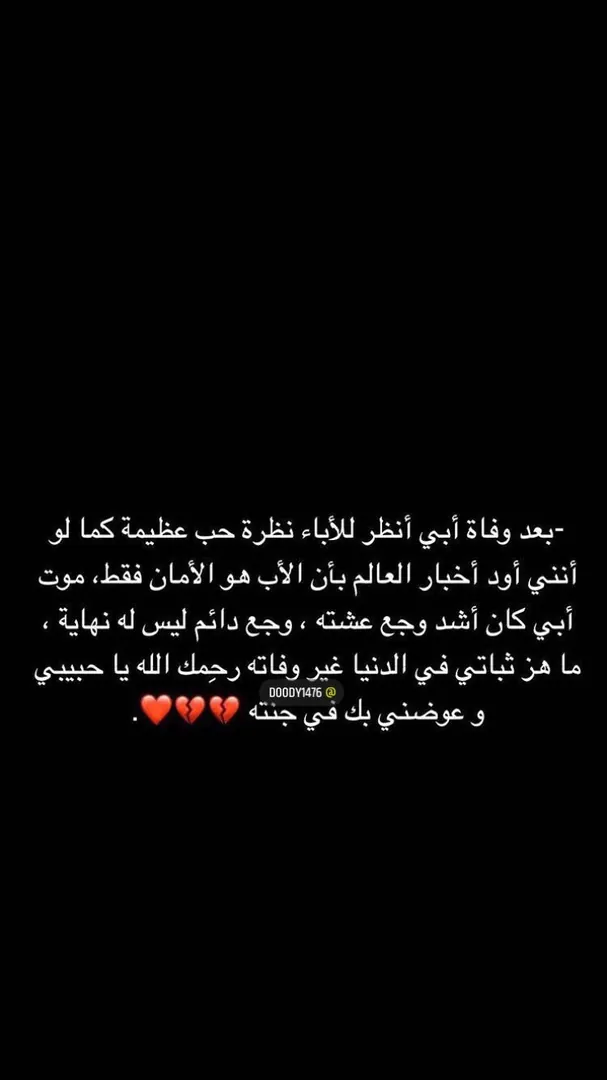 -بعد وفاة أبي أنظر للأباء نظرة حب عظيمة كما لو
أنني أود أخبار العالم بأن الأب هو الأمان فقط، موت
أبي كان أشد وجع عشته ، وجع دائم ليس له نهاية ،
ما هز ثباتي في الدنيا غير وفاته رحِمك الله يا حبيبي
@ DOODY1476
و عوضني بك في جنته 💔💔❤️.